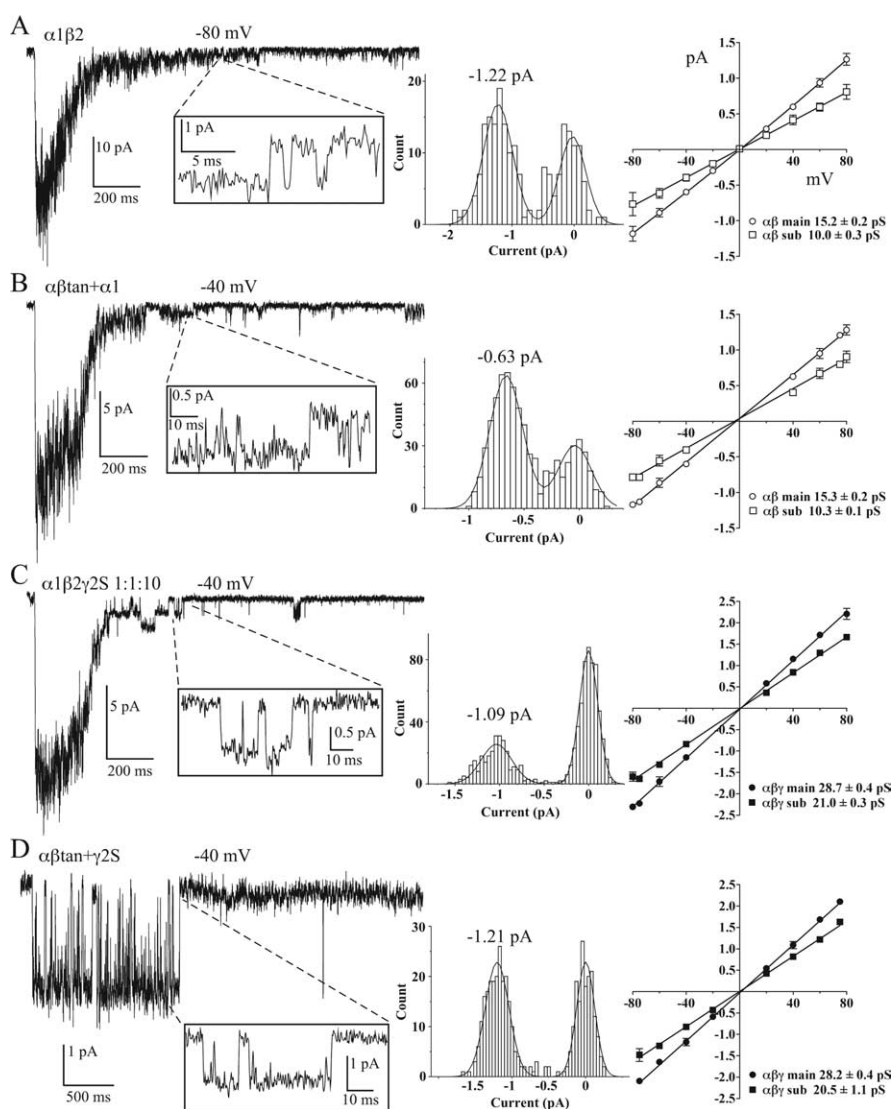 A
α1β2
-80 mV
10 pA
200 ms
1 pA
5 ms
-1.22 pA
Count
20
10
0
-2
-1
0
Current (pA)
pA
1.5
1.0
0.5
-80
-40
40
80
mV
-0.5
-1.0
-1.5
αβ main 15.2 ± 0.2 pS
αβ sub 10.0 ± 0.3 pS
B
αβtan+α1
-40 mV
5 pA
200 ms
0.5 pA
10 ms
-0.63 pA
Count
60
30
0
-1
-0.5
0
Current (pA)
1.5
1.0
0.5
-80
-40
40
80
-0.5
-1.0
-1.5
αβ main 15.3 ± 0.2 pS
αβ sub 10.3 ± 0.1 pS
C
α1β2γ2S 1:1:10
-40 mV
5 pA
200 ms
0.5 pA
10 ms
-1.09 pA
Count
80
40
0
-1.5
-1
-0.5
0
Current (pA)
2.5
2.0
1.5
1.0
0.5
-80
-40
40
80
-0.5
-1.0
-1.5
-2.0
-2.5
αβγ main 28.7 ± 0.4 pS
αβγ sub 21.0 ± 0.3 pS
D
αβtan+γ2S
-40 mV
1 pA
500 ms
1 pA
10 ms
-1.21 pA
Count
30
20
10
0
-1.5
-1
-0.5
0
Current (pA)
2.5
2.0
1.5
1.0
0.5
-80
-40
40
80
-0.5
-1.0
-1.5
-2.0
-2.5
αβγ main 28.2 ± 0.4 pS
αβγ sub 20.5 ± 1.1 pS